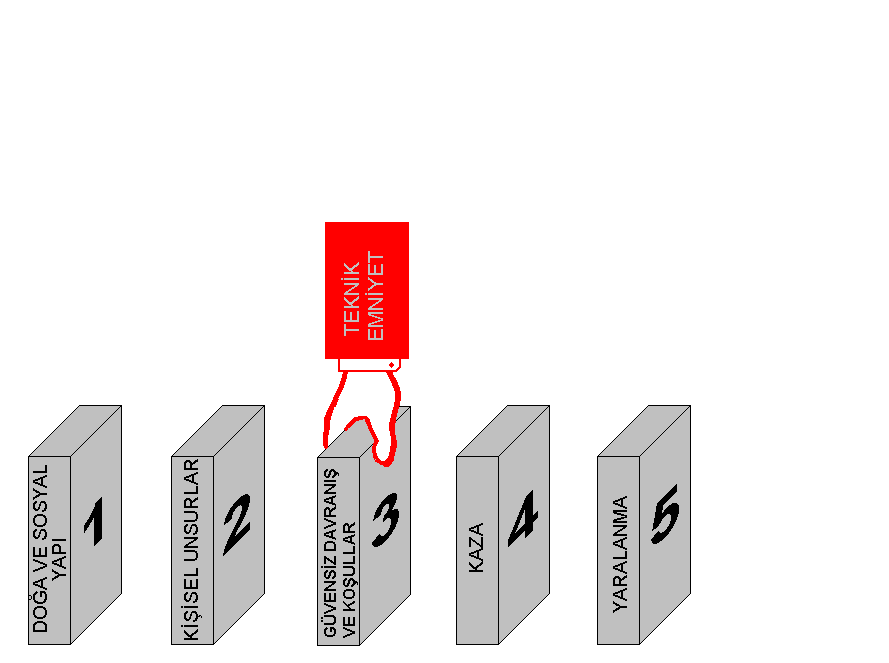 TEKNİK
EMNİYET
DOĞA VE SOSYAL
YAPI
1
KİŞİSEL UNSURLAR
2
GÜVENSİZ DAVRANIŞ
VE KOŞULLAR
3
KAZA
4
YARALANMA
5